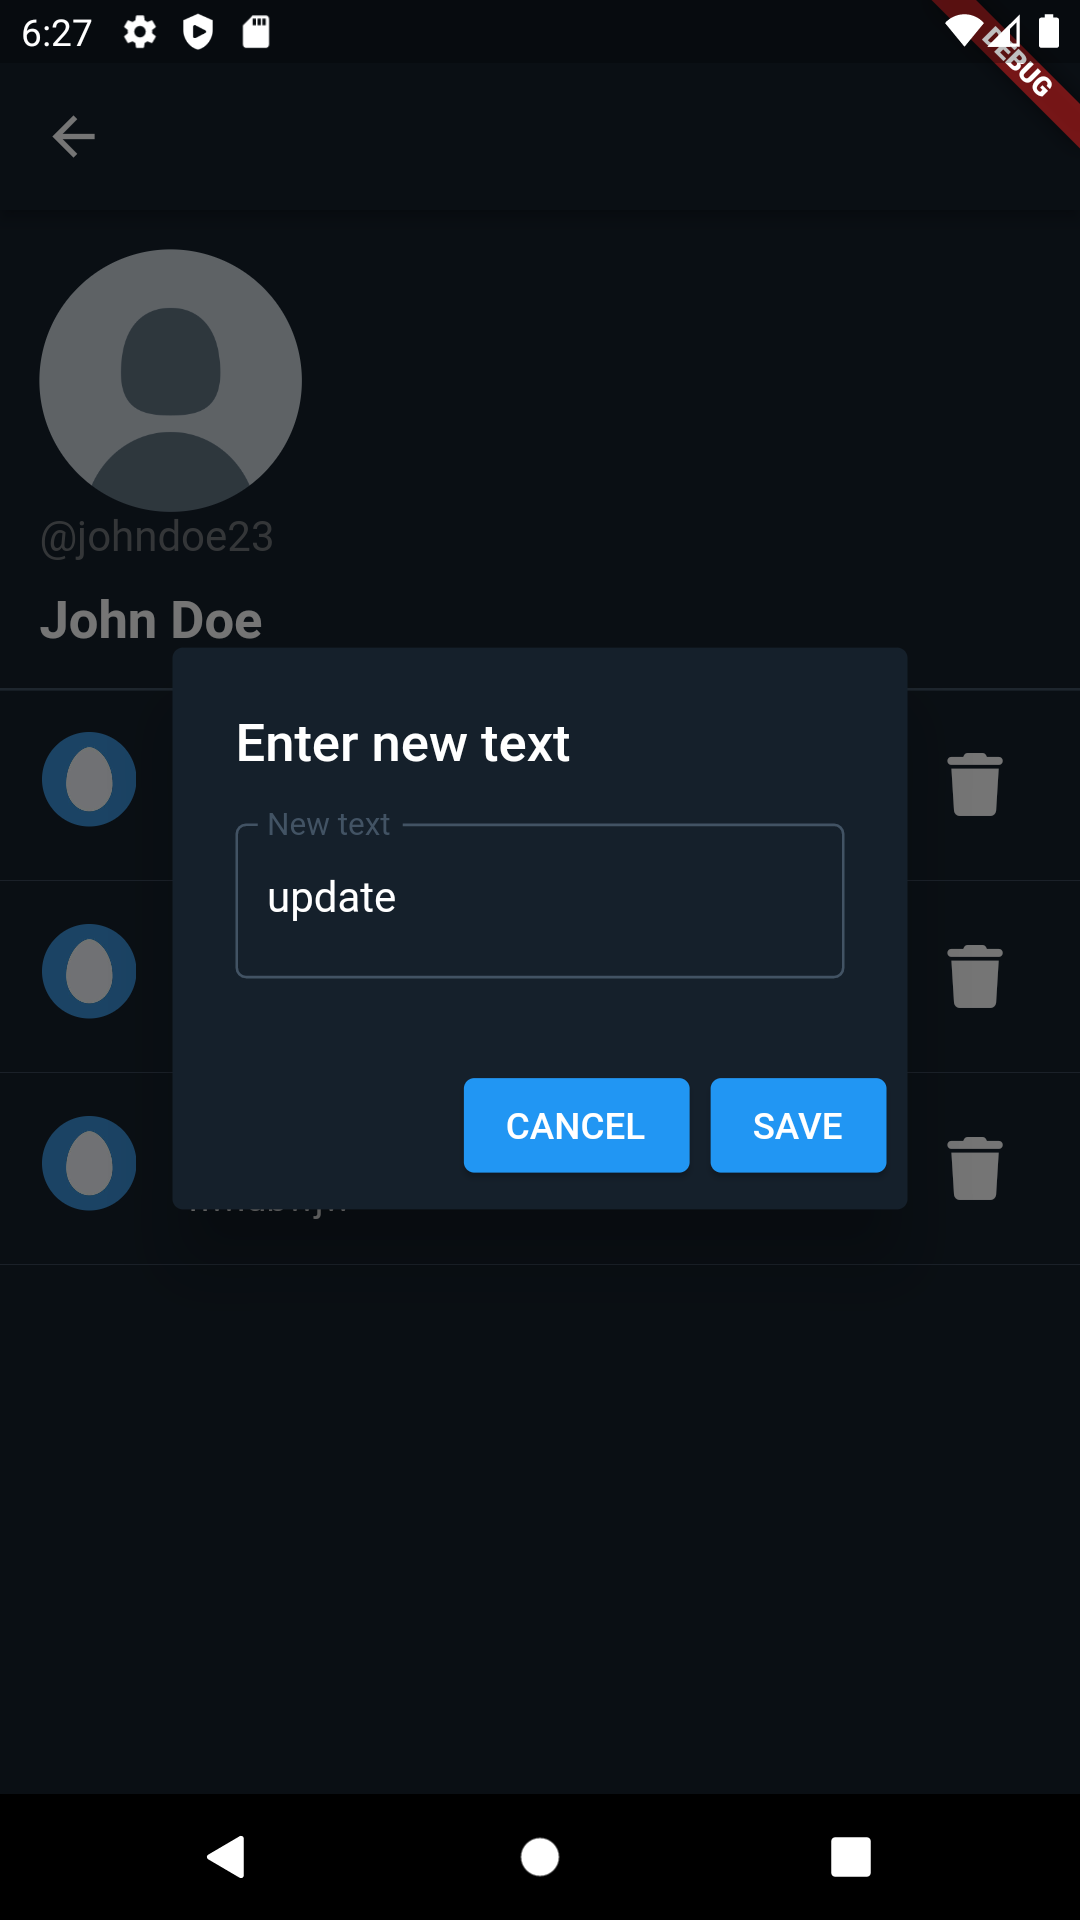 6:27
DEBUG
@johndoe23
John Doe
Enter new text
New text
update
CANCEL
SAVE